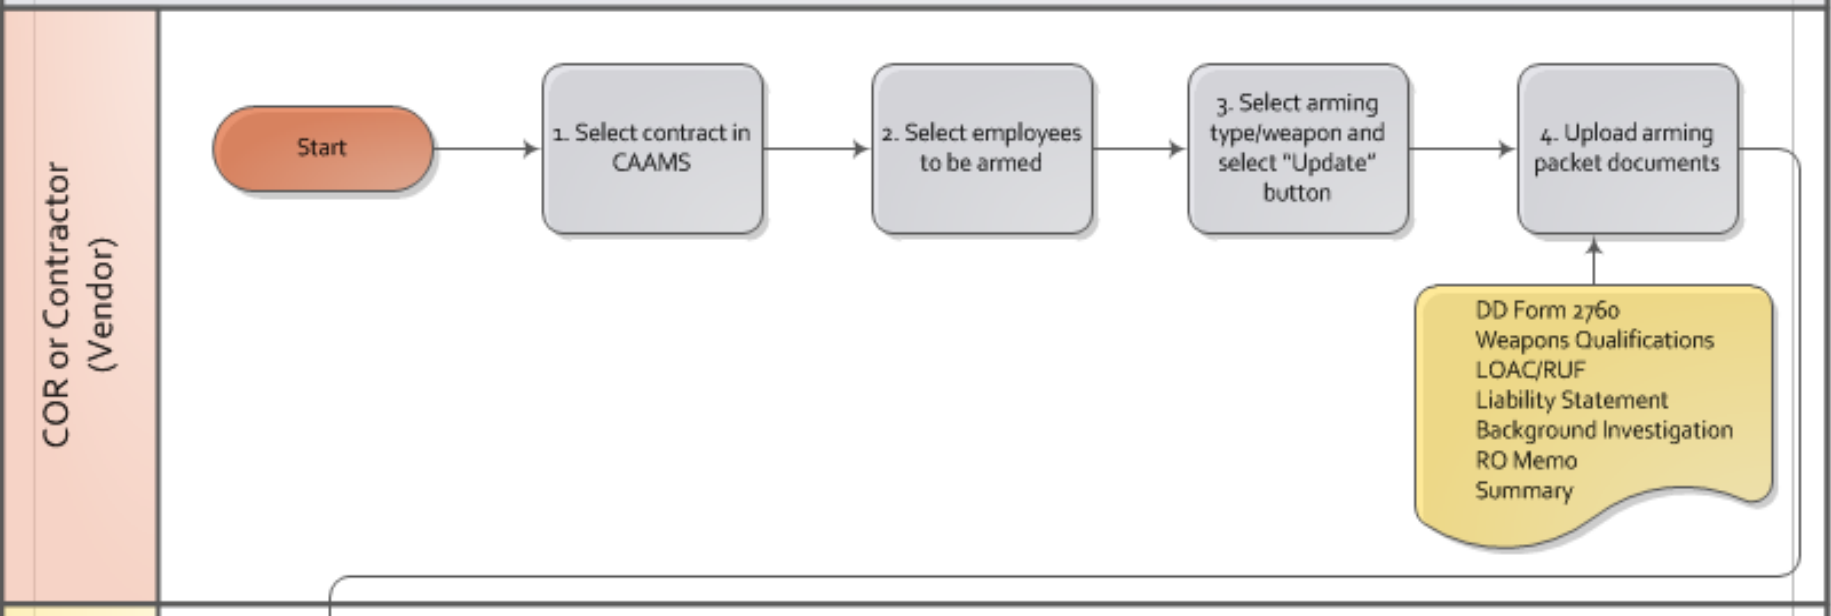 COR or Contractor
(Vendor)
Start
1. Select contract in
CAAMS
2. Select employees
to be armed
3. Select arming
type/weapon and
select "Update"
button
4. Upload arming
packet documents
DD Form 2760
Weapons Qualifications
LOAC/RUF
Liability Statement
Background Investigation
RO Memo
Summary